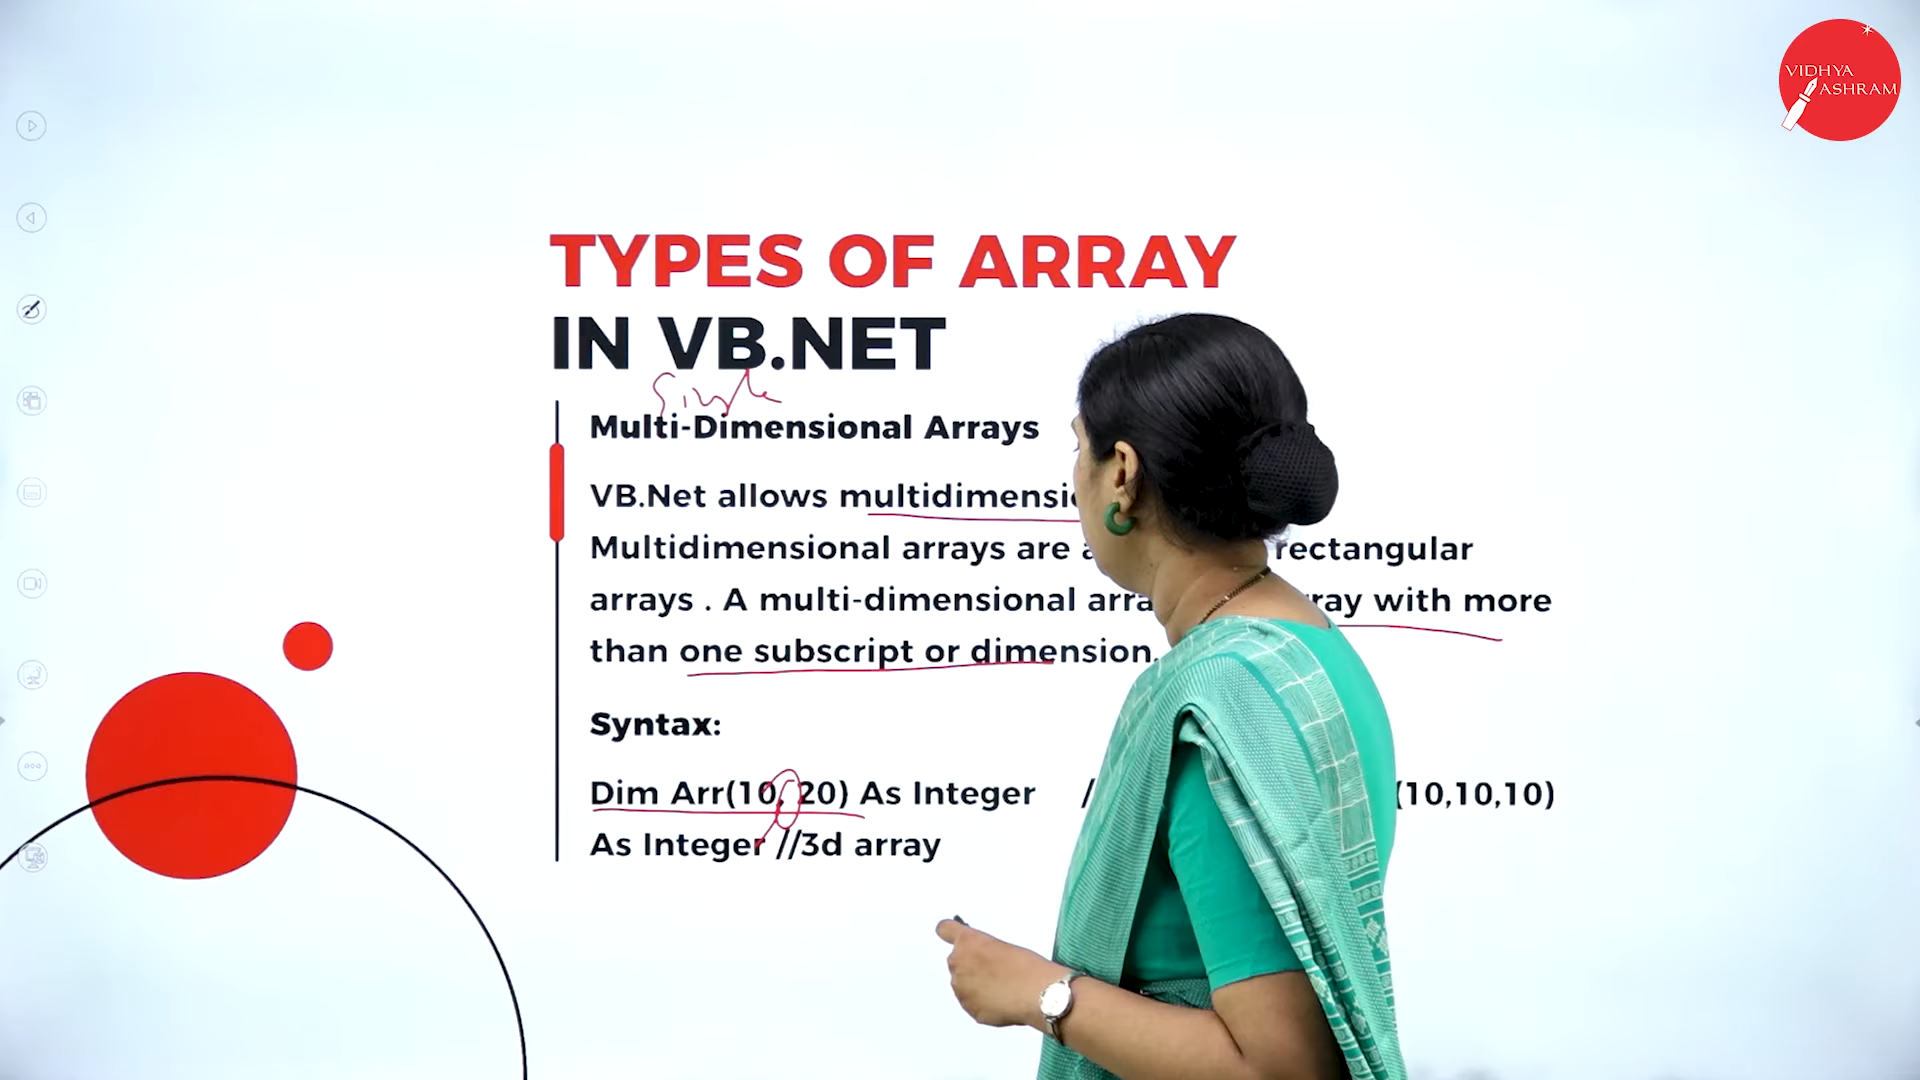 VIDHYA
ASHRAM
TYPES OF ARRAY
IN VB.NET
Single
Multi-Dimensional Arrays
VB.Net allows multidimensi
Multidimensional arrays are a rectangular
arrays . A multi-dimensional arra rray with more
than one subscript or dimension.
Syntax:
Dim Arr(10, 20) As Integer / (10,10,10)
As Integer //3d array